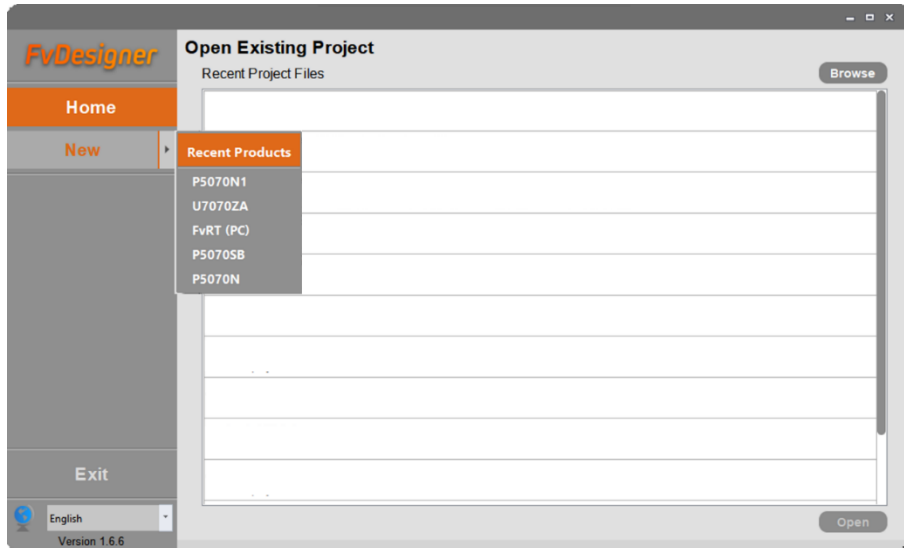 FvDesigner
Open Existing Project
Recent Project Files
Browse
Home
New
Recent Products
P5070N1
U7070ZA
FvRT (PC)
P5070SB
P5070N
Exit
English
Version 1.6.6
Open